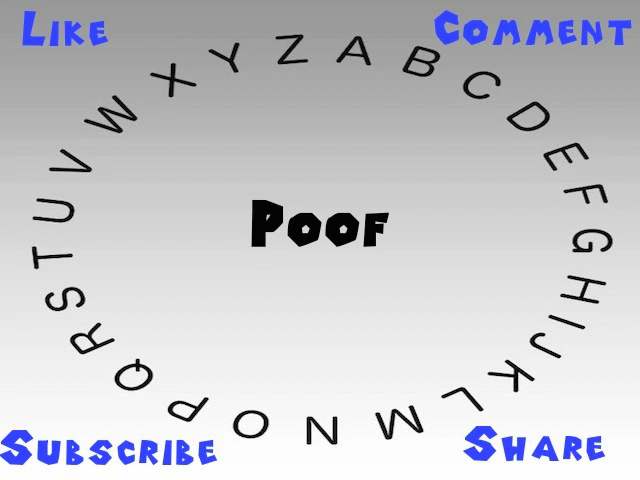 Like
Comment
A B C D E F G H I J K L M N O P Q R S T U V W X Y Z
Poof
Subscribe
Share